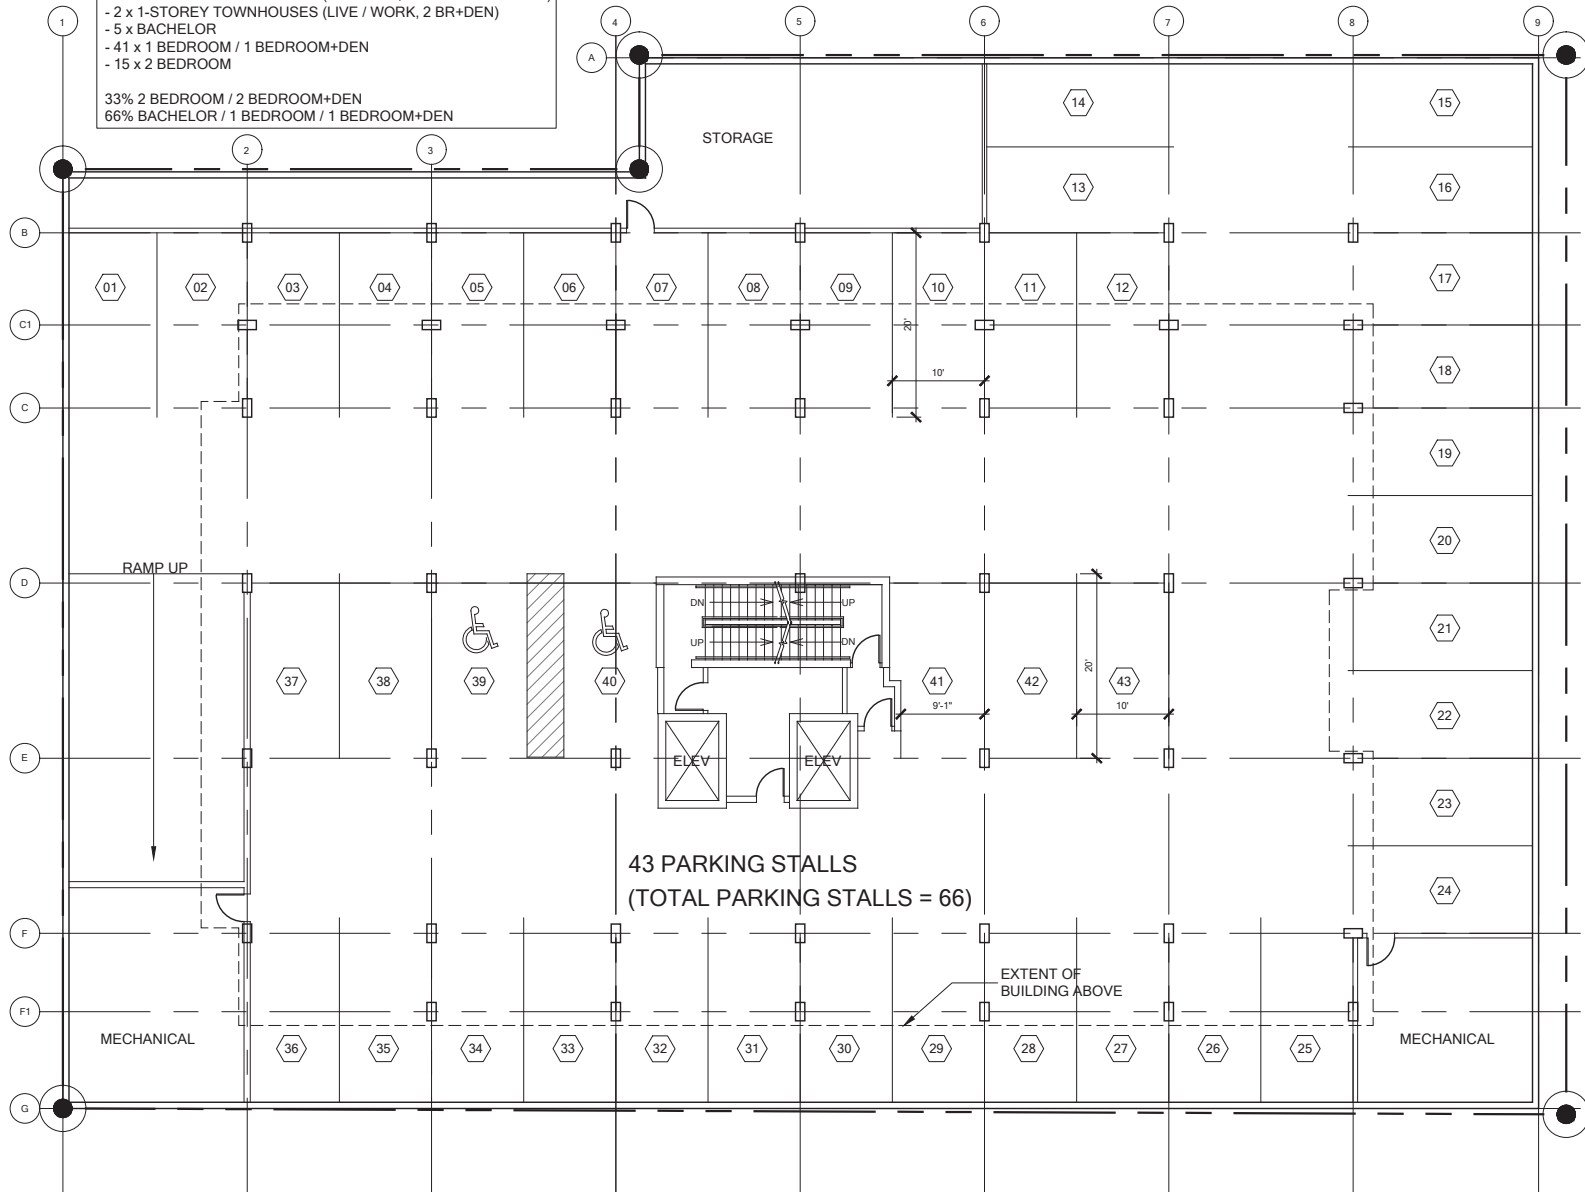 - 2 x 1-STOREY TOWNHOUSES (LIVE / WORK, 2 BR+DEN)
- 5 x BACHELOR
- 41 x 1 BEDROOM / 1 BEDROOM+DEN
- 15 x 2 BEDROOM
33% 2 BEDROOM / 2 BEDROOM+DEN
66% BACHELOR / 1 BEDROOM / 1 BEDROOM+DEN
1
4
5
6
7
8
9
A
2
3
STORAGE
14
15
13
16
B
01
02
03
04
05
06
07
08
09
10
11
12
17
C1
20'
10'
18
C
19
20
RAMP UP
D
DN
UP
UP
DN
21
37
38
39
40
41
42
43
20'
9'-1"
10'
22
E
ELEV
ELEV
23
43 PARKING STALLS
(TOTAL PARKING STALLS = 66)
24
F
EXTENT OF
BUILDING ABOVE
F1
MECHANICAL
36
35
34
33
32
31
30
29
28
27
26
25
MECHANICAL
G